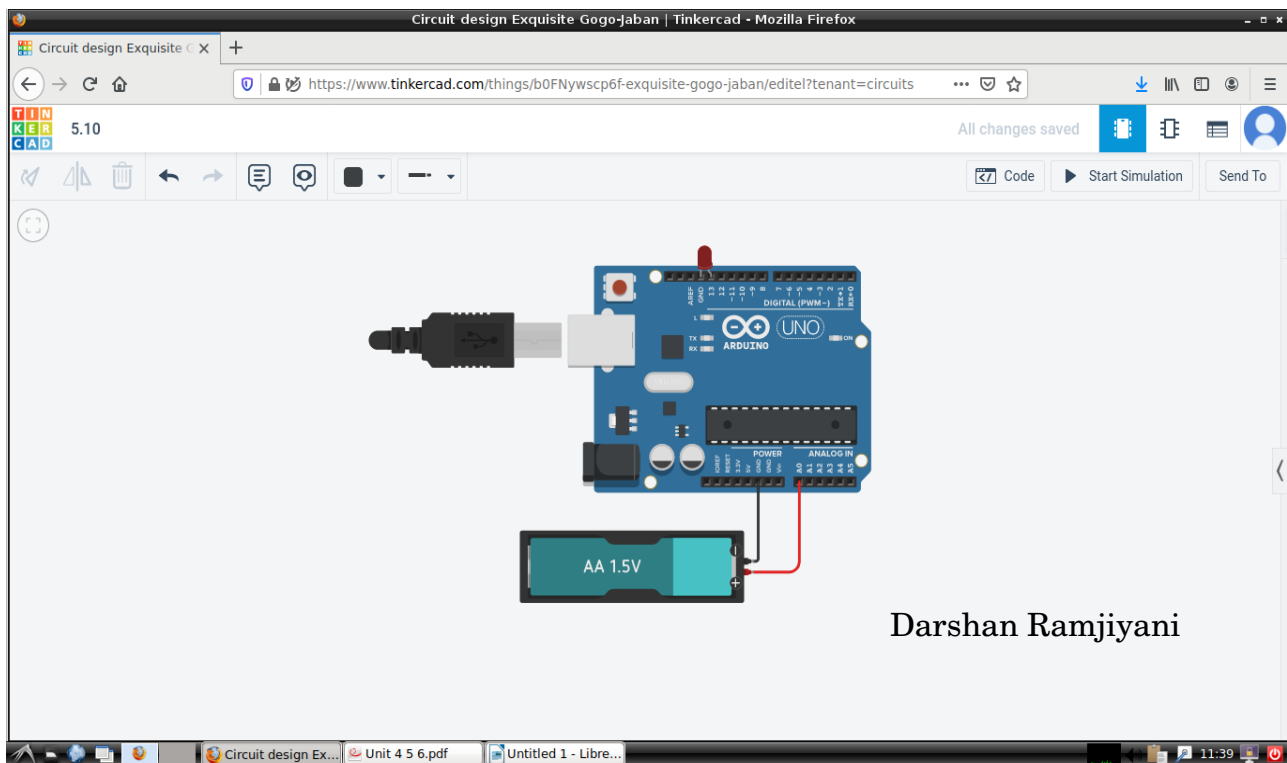 Circuit design Exquisite Gogo-Jaban | Tinkercad - Mozilla Firefox
Circuit design Exquisite G
https://www.tinkercad.com/things/b0FNywscp6f-exquisite-gogo-jaban/editel?tenant=circuits
TIN
KER
CAD
5.10
All changes saved
Code
Start Simulation
Send To
AREF
GND
13
12
~11
~10
~9
8
7
~6
~5
4
~3
2
TX→1
RX←0
DIGITAL (PWM~)
L
TX
RX
ARDUINO
UNO
ON
POWER
ANALOG IN
IOREF
RESET
3.3V
5V
GND
GND
Vin
A0
A1
A2
A3
A4
A5
AA 1.5V
Darshan Ramjiyani
Circuit design Ex...
Unit 4 5 6.pdf
Untitled 1 - Libre...
11:39